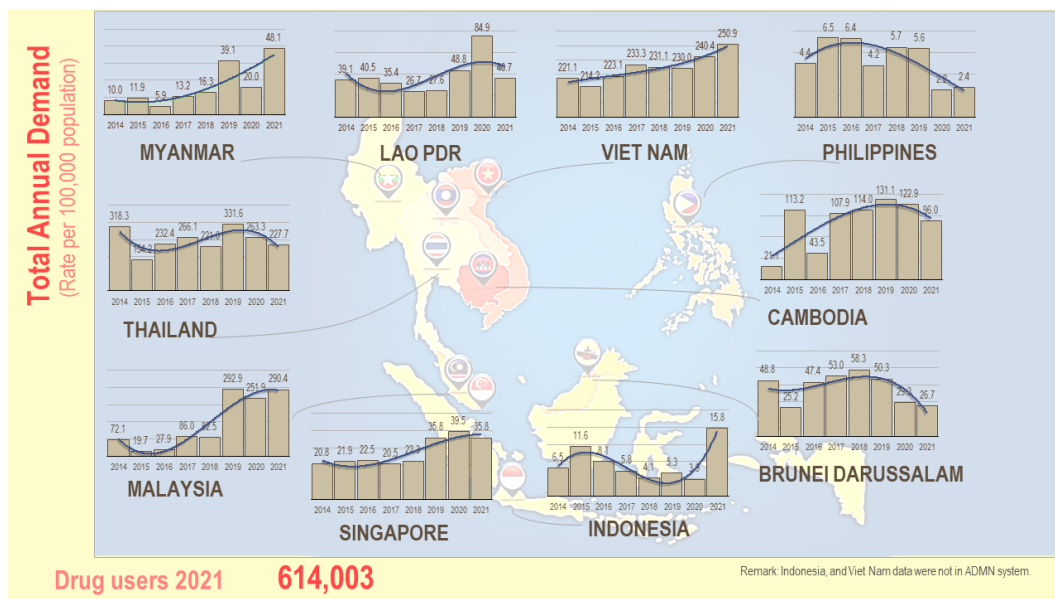 Total Annual Demand
(Rate per 100,000 population)
10.0 11.9 5.9 13.2 16.3 39.1 20.0 48.1
2014 2015 2016 2017 2018 2019 2020 2021
MYANMAR
39.1 40.5 35.4 26.7 27.6 48.8 84.9
2014 2015 2016 2017 2018 2019 2020 2021
LAO PDR
221.1 214.2 223.1 233.3 231.1 230.0 240.4 250.9
2014 2015 2016 2017 2018 2019 2020 2021
VIET NAM
4.4 6.5 6.4 4.2 5.7 5.6 2.4
2014 2015 2016 2017 2018 2019 2020 2021
PHILIPPINES
318.3 232.4 266.1 331.6 263.3 227.7
2014 2015 2016 2017 2018 2019 2020 2021
THAILAND
21.1 113.2 43.5 107.9 114.0 131.1 122.9 96.0
2014 2015 2016 2017 2018 2019 2020 2021
CAMBODIA
72.1 19.7 27.9 86.0 292.9 251.9 290.4
2014 2015 2016 2017 2018 2019 2020 2021
MALAYSIA
20.8 21.9 22.5 20.5 22.3 35.8 39.5 35.8
2014 2015 2016 2017 2018 2019 2020 2021
SINGAPORE
6.5 11.6 8.1 5.8 4.1 5.3 15.8
2014 2015 2016 2017 2018 2019 2020 2021
INDONESIA
48.8 25.2 47.4 53.0 58.3 50.3 26.7
2014 2015 2016 2017 2018 2019 2020 2021
BRUNEI DARUSSALAM
Drug users 2021 614,003
Remark: Indonesia, and Viet Nam data were not in ADMN system.